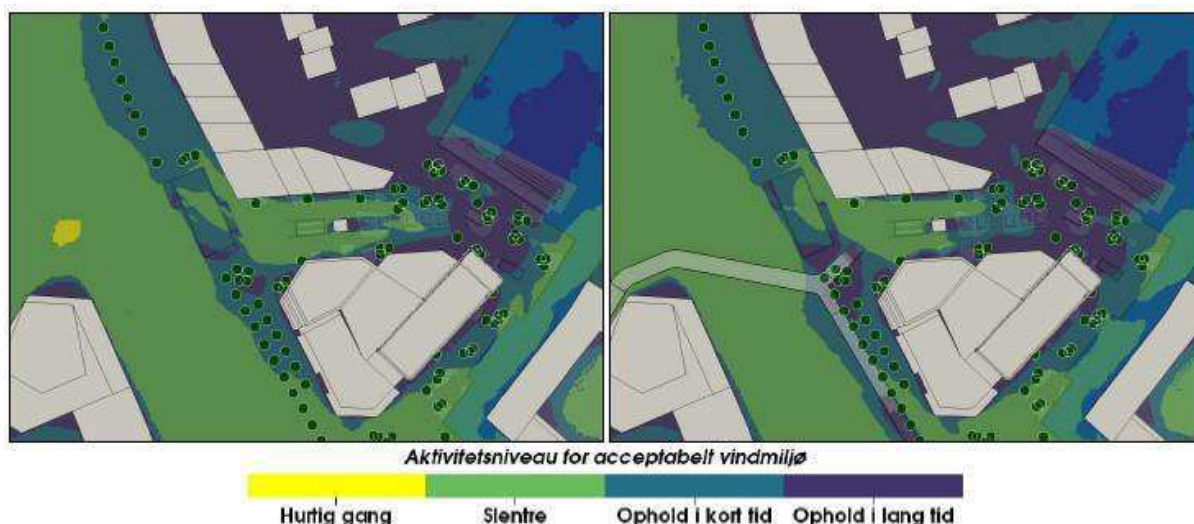 Aktivitetsniveau for acceptabelt vindmiljø
Hurtig gang Slentre Ophold i kort tid Ophold i lang tid